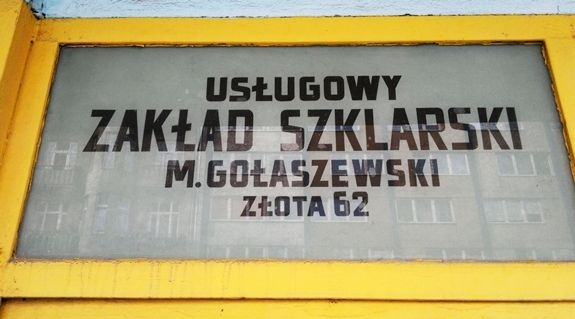 USŁUGOWY
ZAKŁAD SZKLARSKI
M. GOŁASZEWSKI
ZŁOTA 62